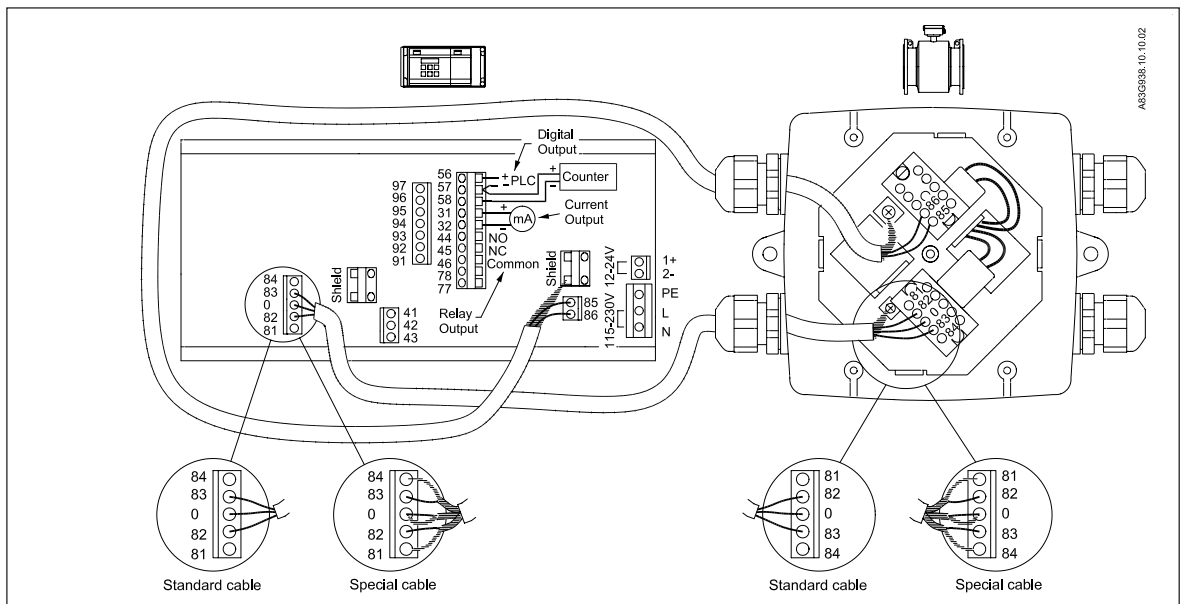 A83G938.10.10.02
Digital
Output
56
57
58
31
32
44
45
46
78
77
+ PLC
-
+
-
Counter
+
-
mA
Current
Output
NO
NC
Common
Relay
Output
97
96
95
94
93
92
91
84
83
0
82
81
Shield
41
42
43
Shield
85
86
12-24V
1+
2-
115-230V
PE
L
N
86
85
81
82
0
83
84
84
83
0
82
81
Standard cable
84
83
0
82
81
Special cable
81
82
0
83
84
Standard cable
81
82
0
83
84
Special cable